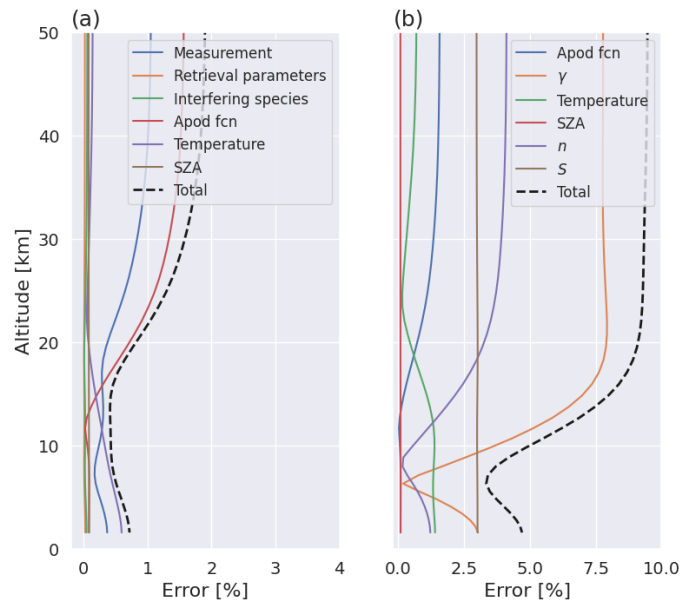 (a)
(b)
50
40
30
20
10
0
Altitude [km]
Measurement
Retrieval parameters
Interfering species
Apod fcn
Temperature
SZA
Total
0 1 2 3 4
Error [%]
Apod fcn
γ
Temperature
SZA
n
S
Total
0.0 2.5 5.0 7.5 10.0
Error [%]